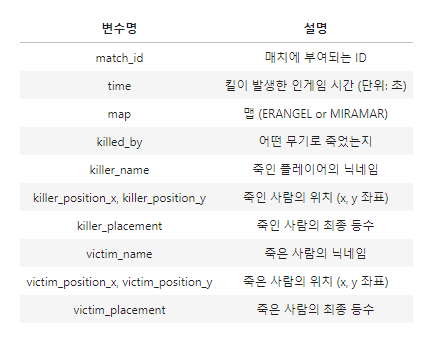 변수명 설명
match_id 매치에 부여되는 ID
time 킬이 발생한 인게임 시간 (단위: 초)
map 맵 (ERANGEL or MIRAMAR)
killed_by 어떤 무기로 죽었는지
killer_name 죽인 플레이어의 닉네임
killer_position_x, killer_position_y 죽인 사람의 위치 (x, y 좌표)
killer_placement 죽인 사람의 최종 등수
victim_name 죽은 사람의 닉네임
victim_position_x, victim_position_y 죽은 사람의 위치 (x, y 좌표)
victim_placement 죽은 사람의 최종 등수